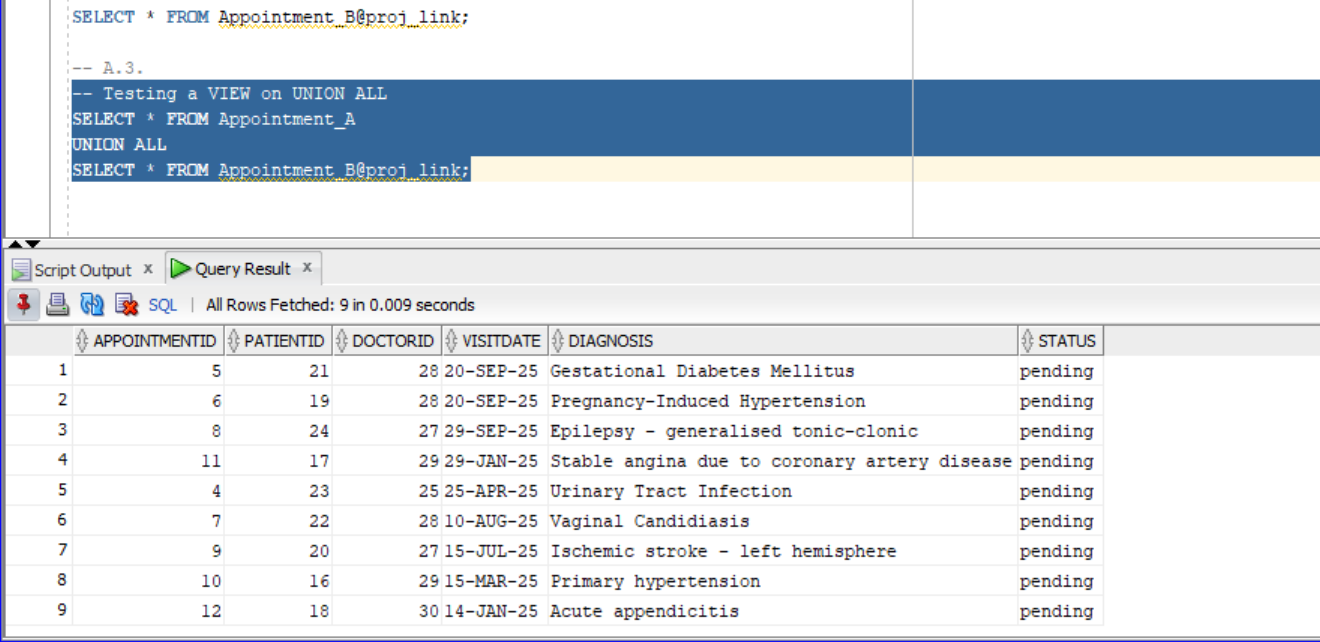 SELECT * FROM Appointment_B@proj_link;
-- A.3.
-- Testing a VIEW on UNION ALL
SELECT * FROM Appointment_A
UNION ALL
SELECT * FROM Appointment_B@proj_link;
Script Output x Query Result x
SQL | All Rows Fetched: 9 in 0.009 seconds
APPOINTMENTID PATIENTID DOCTORID VISITDATE DIAGNOSIS STATUS
1 5 21 28 20-SEP-25 Gestational Diabetes Mellitus pending
2 6 19 28 20-SEP-25 Pregnancy-Induced Hypertension pending
3 8 24 27 29-SEP-25 Epilepsy - generalised tonic-clonic pending
4 11 17 29 29-JAN-25 Stable angina due to coronary artery disease pending
5 4 23 25 25-APR-25 Urinary Tract Infection pending
6 7 22 28 10-AUG-25 Vaginal Candidiasis pending
7 9 20 27 15-JUL-25 Ischemic stroke - left hemisphere pending
8 10 16 29 15-MAR-25 Primary hypertension pending
9 12 18 30 14-JAN-25 Acute appendicitis pending